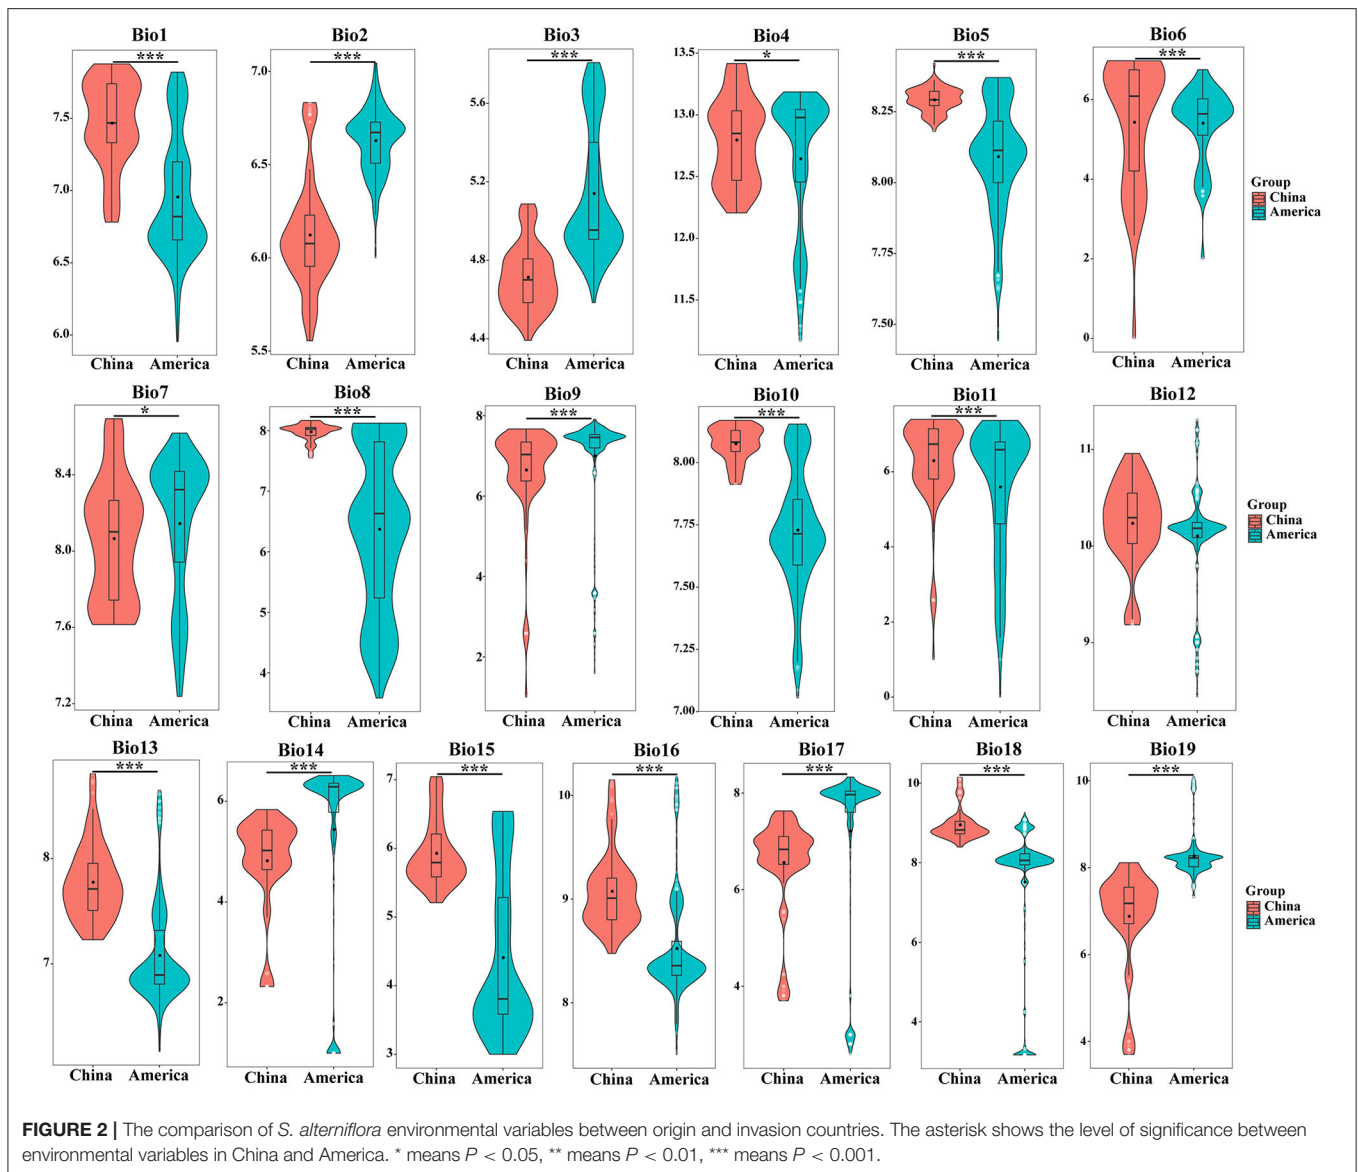 Bio1
***
7.5
7.0
6.5
6.0
China America
Bio2
***
7.0
6.5
6.0
5.5
China America
Bio3
***
5.6
5.2
4.8
4.4
China America
Bio4
*
13.5
13.0
12.5
12.0
11.5
China America
Bio5
***
8.25
8.00
7.75
7.50
China America
Bio6
***
6
4
2
0
China America
Group
China
America
Bio7
*
8.4
8.0
7.6
7.2
China America
Bio8
***
8
7
6
5
4
China America
Bio9
***
8
6
4
2
China America
Bio10
***
8.00
7.75
7.50
7.25
7.00
China America
Bio11
***
6
4
2
0
China America
Bio12
11
10
9
China America
Group
China
America
Bio13
***
8
7
China America
Bio14
***
6
4
2
China America
Bio15
***
7
6
5
4
3
China America
Bio16
***
10
9
8
China America
Bio17
***
8
6
4
China America
Bio18
***
10
8
6
4
China America
Bio19
***
10
8
6
4
China America
Group
China
America
FIGURE 2 | The comparison of S. alterniflora environmental variables between origin and invasion countries. The asterisk shows the level of significance between
environmental variables in China and America. * means P < 0.05, ** means P < 0.01, *** means P < 0.001.